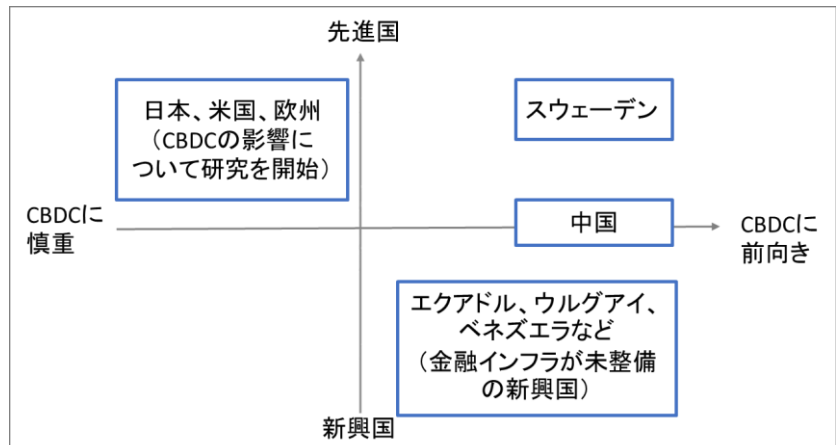 先進国
日本、米国、欧州
（CBDCの影響に
ついて研究を開始）
スウェーデン
CBDCに
慎重
中国
CBDCに
前向き
エクアドル、ウルグアイ、
ベネズエラなど
（金融インフラが未整備
の新興国）
新興国